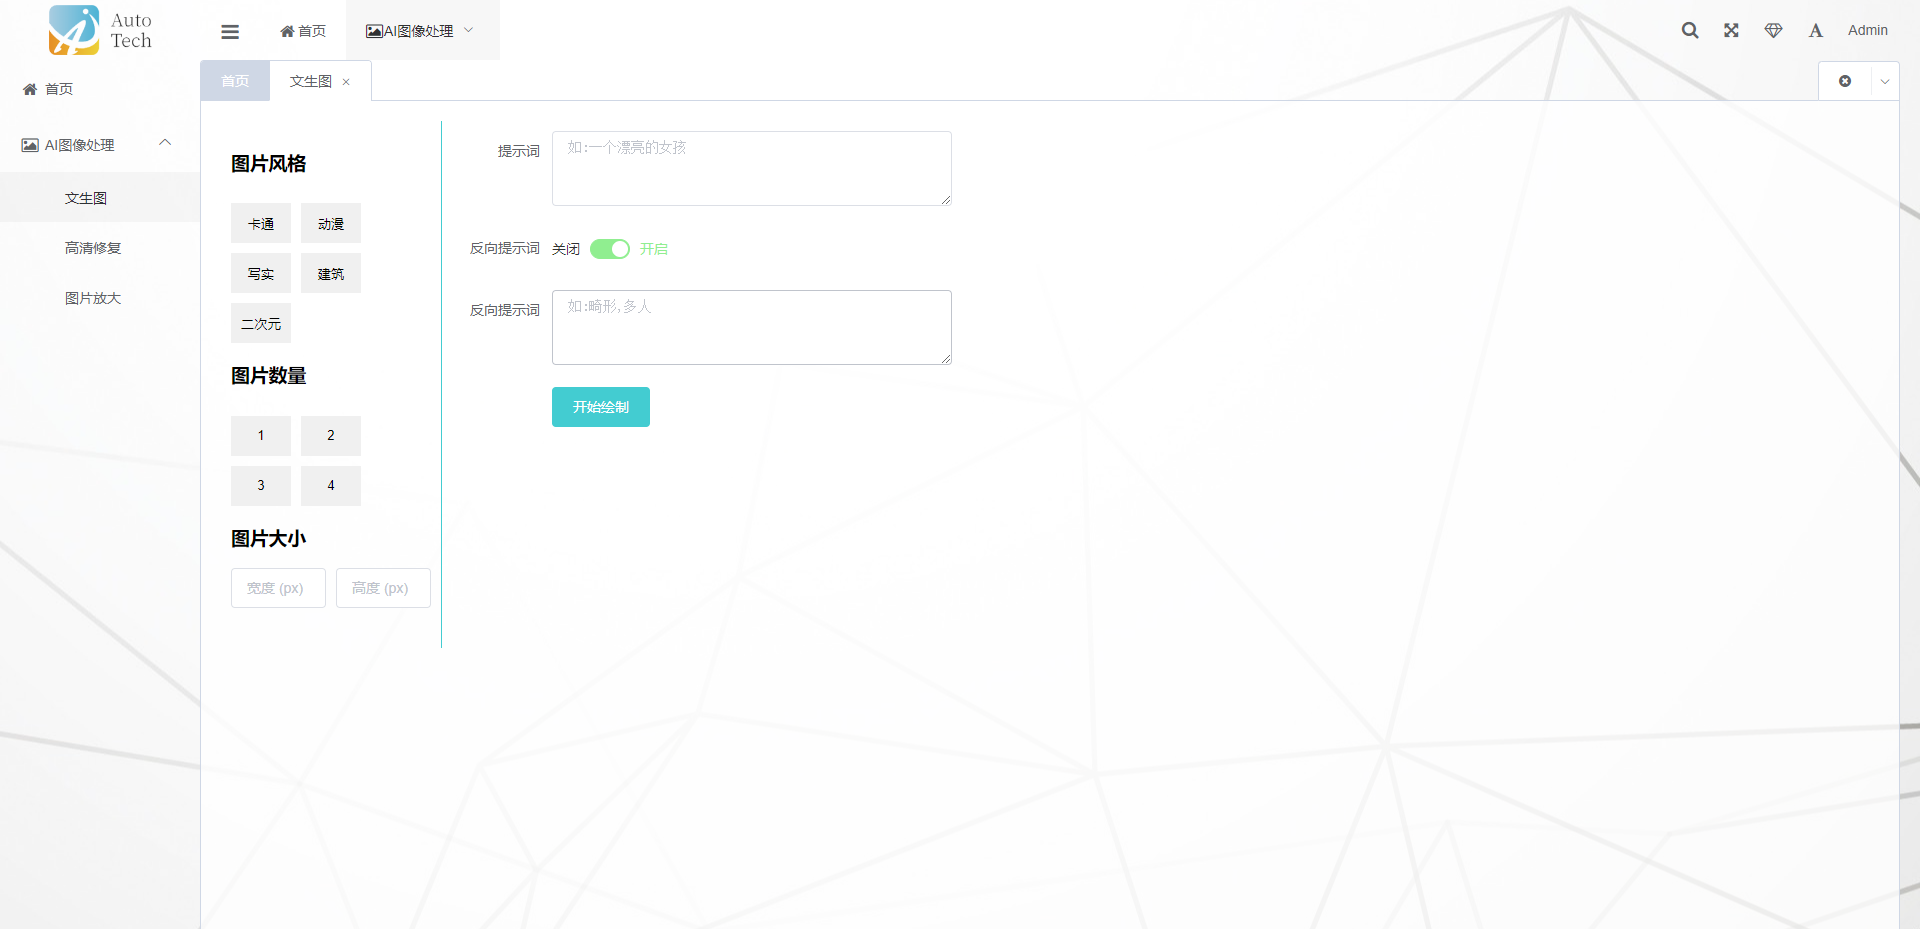 Auto
Tech
首页
AI图像处理
Admin
首页
AI图像处理
文生图
高清修复
图片放大
首页
文生图
图片风格
卡通
动漫
写实
建筑
二次元
图片数量
1
2
3
4
图片大小
宽度 (px)
高度 (px)
提示词
如:一个漂亮的女孩
反向提示词
关闭
开启
反向提示词
如:畸形,多人
开始绘制